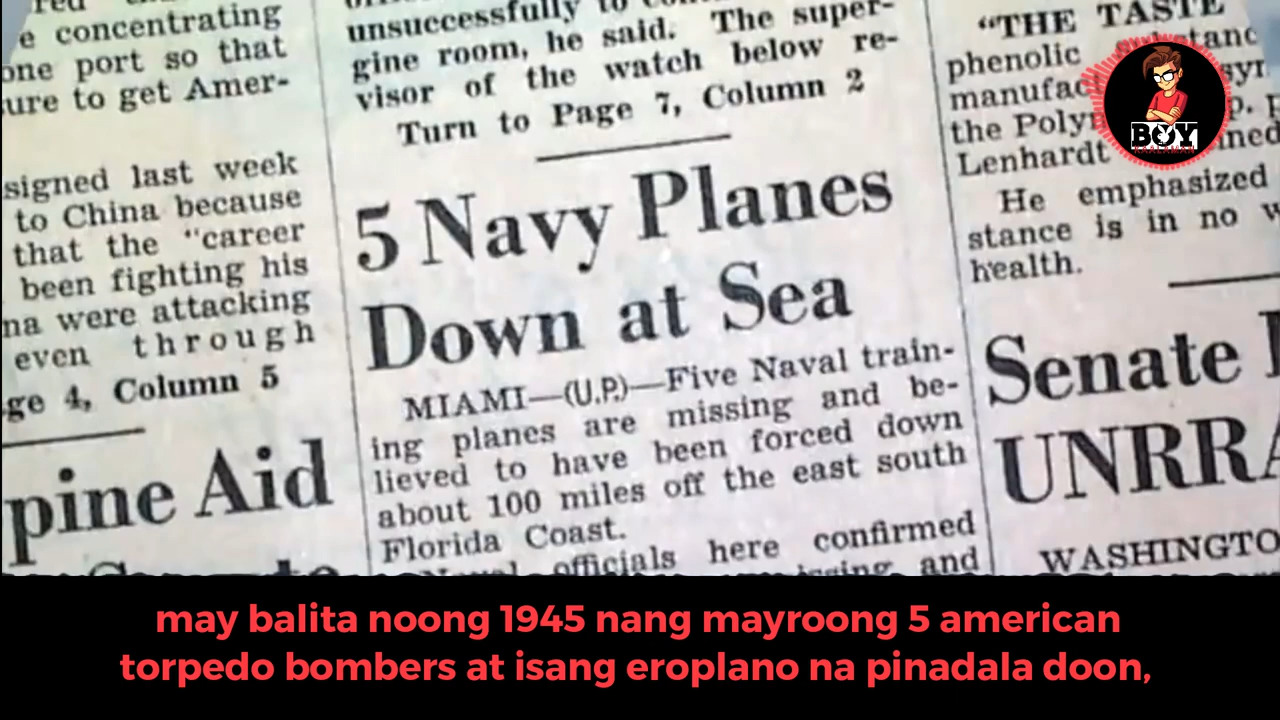 e concentrating
one port so that
ure to get Amer-
signed last week
to China because
that the "career
been fighting his
na were attacking
even through
ge 4, Column 5
pine Aid
unsuccessfully to
gine room, he said. The super-
visor of the watch below re-
Turn to Page 7, Column 2
5 Navy Planes
Down at Sea
MIAMI—(U.P.)—Five Naval train-
ing planes are missing and be-
lieved to have been forced down
about 100 miles off the east south
Florida Coast.
officials here confirmed
and
"THE TASTE
phenolic
the
Lenhardt
He emphasized
stance is in no
health.
Senate
UNRRA
WASHINGTO
BOY
may balita noong 1945 nang mayroong 5 american
torpedo bombers at isang eroplano na pinadala doon,